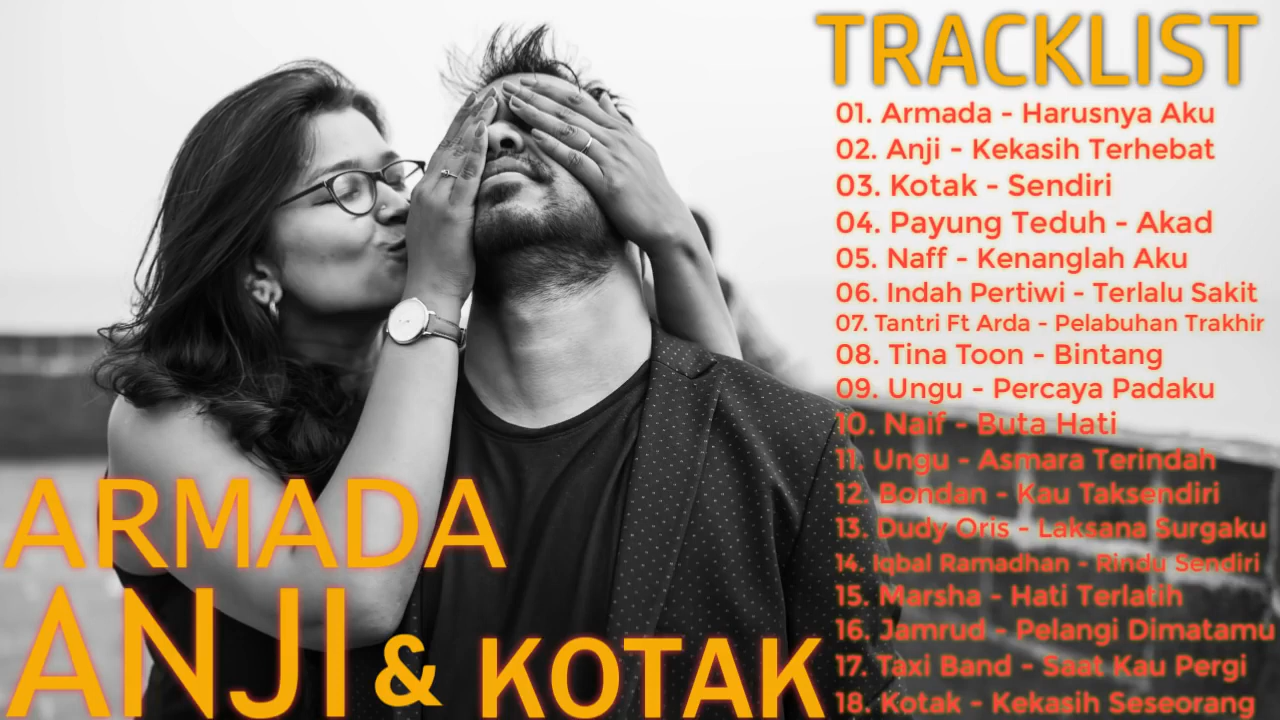 TRACKLIST
01. Armada - Harusnya Aku
02. Anji - Kekasih Terhebat
03. Kotak - Sendiri
04. Payung Teduh - Akad
05. Naff - Kenanglah Aku
06. Indah Pertiwi - Terlalu Sakit
07. Tantri Ft Arda - Pelabuhan Trakhir
08. Tina Toon - Bintang
09. Ungu - Percaya Padaku
10. Naif - Buta Hati
11. Ungu - Asmara Terindah
12. Bondan - Kau Taksendiri
13. Dudy Oris - Laksana Surgaku
14. Iqbal Ramadhan - Rindu Sendiri
15. Marsha - Hati Terlatih
16. Jamrud - Pelangi Dimatamu
17. Taxi Band - Saat Kau Pergi
18. Kotak - Kekasih Seseorang
ARMADA
ANJI & KOTAK